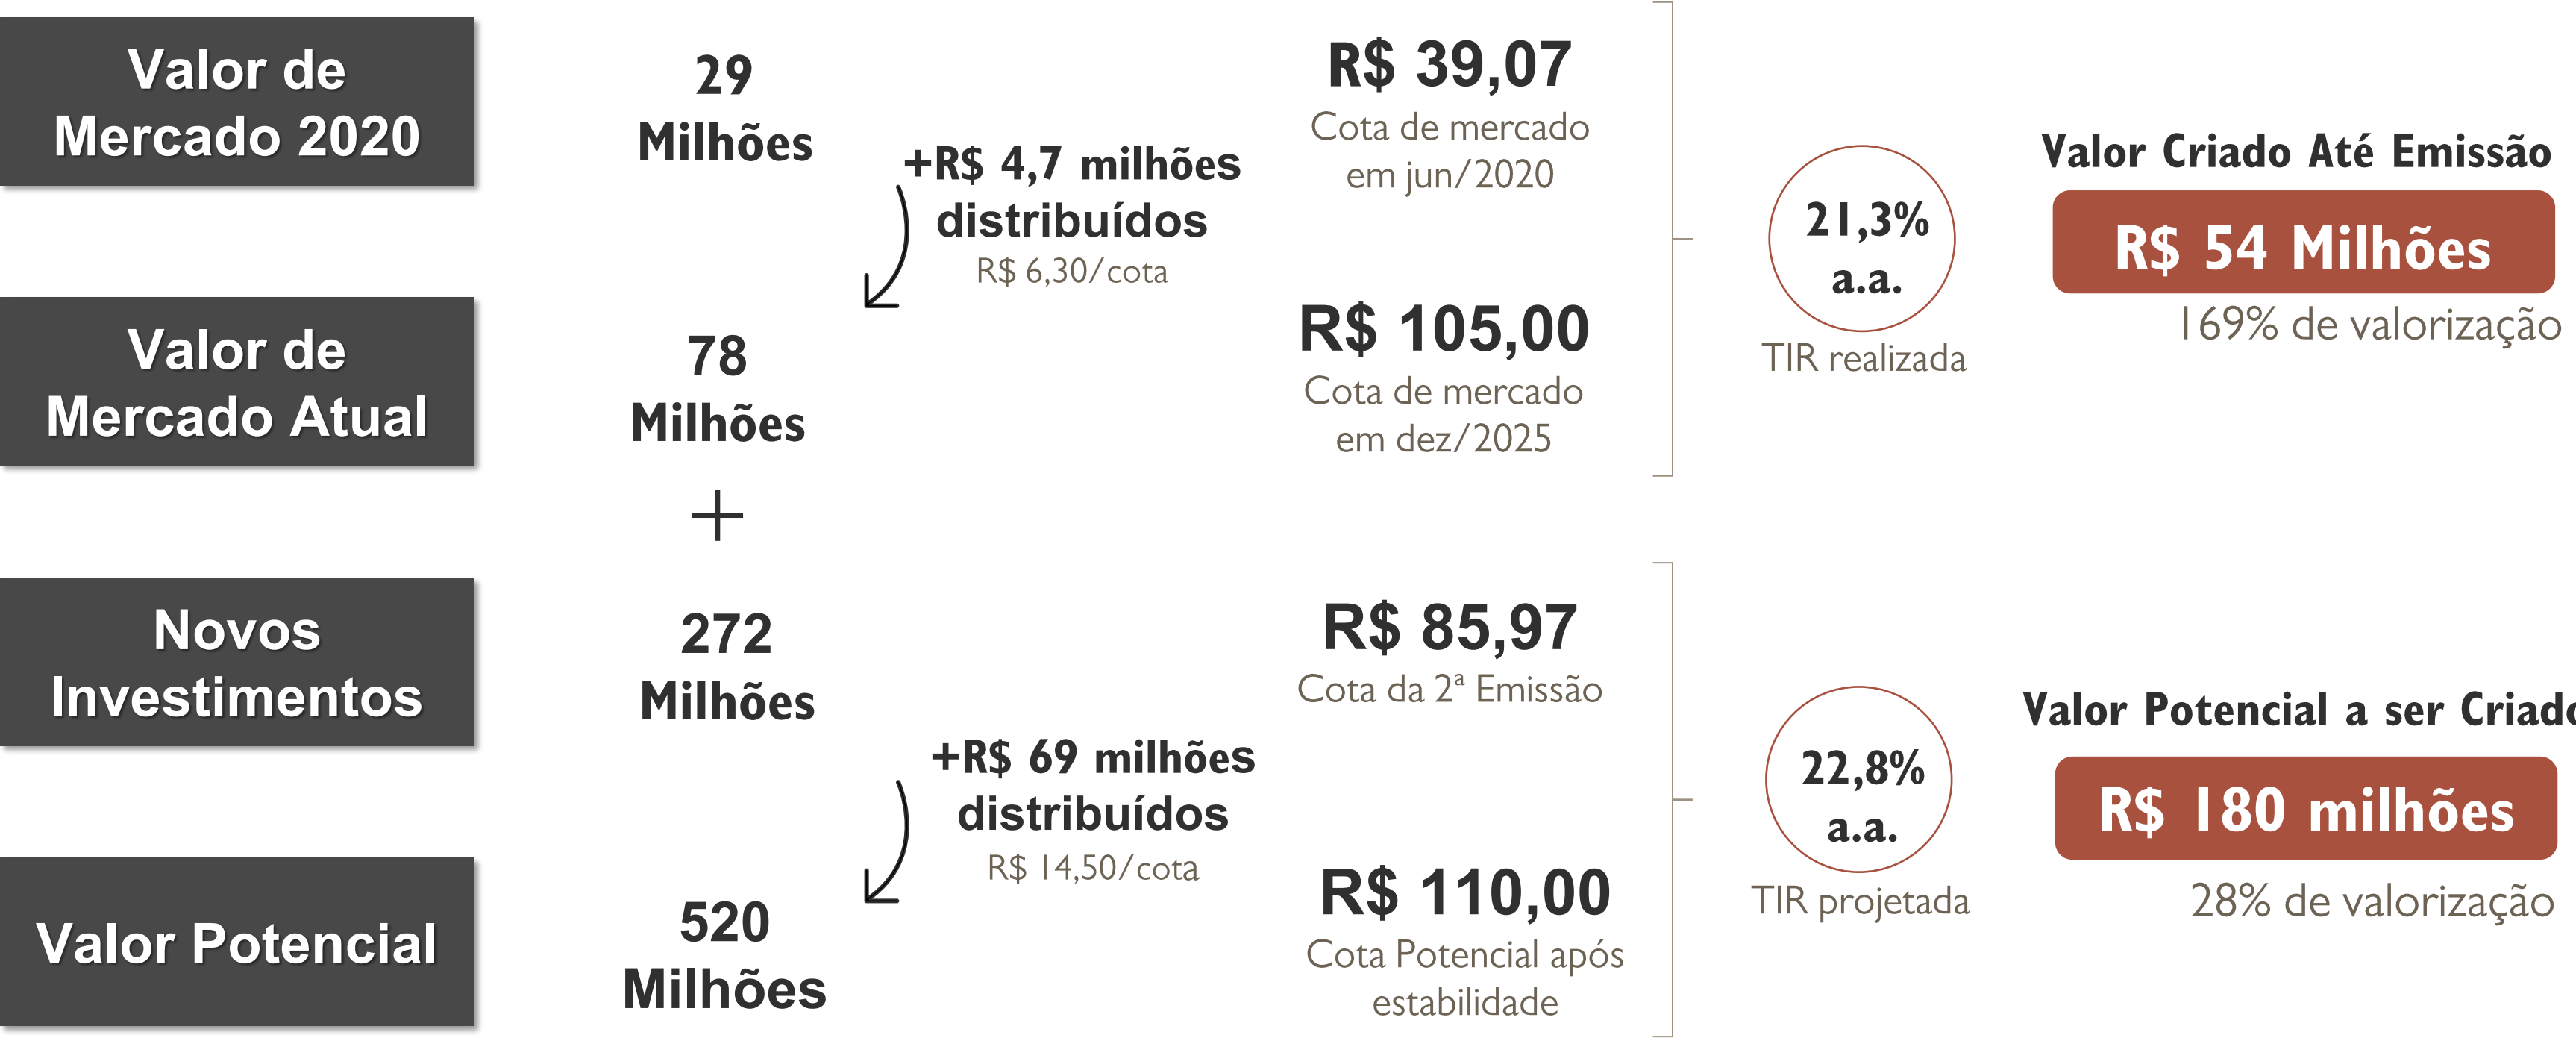 Valor de
Mercado 2020
29
Milhões
+R$ 4,7 milhões
distribuídos
R$ 6,30/cota
R$ 39,07
Cota de mercado
em jun/2020
Valor de
Mercado Atual
78
Milhões
R$ 105,00
Cota de mercado
em dez/2025
21,3%
a.a.
TIR realizada
Valor Criado Até Emissão
R$ 54 Milhões
169% de valorização
+
Novos
Investimentos
272
Milhões
+R$ 69 milhões
distribuídos
R$ 14,50/cota
R$ 85,97
Cota da 2ª Emissão
Valor Potencial
520
Milhões
R$ 110,00
Cota Potencial após
estabilidade
22,8%
a.a.
TIR projetada
Valor Potencial a ser Criado
R$ 180 milhões
28% de valorização